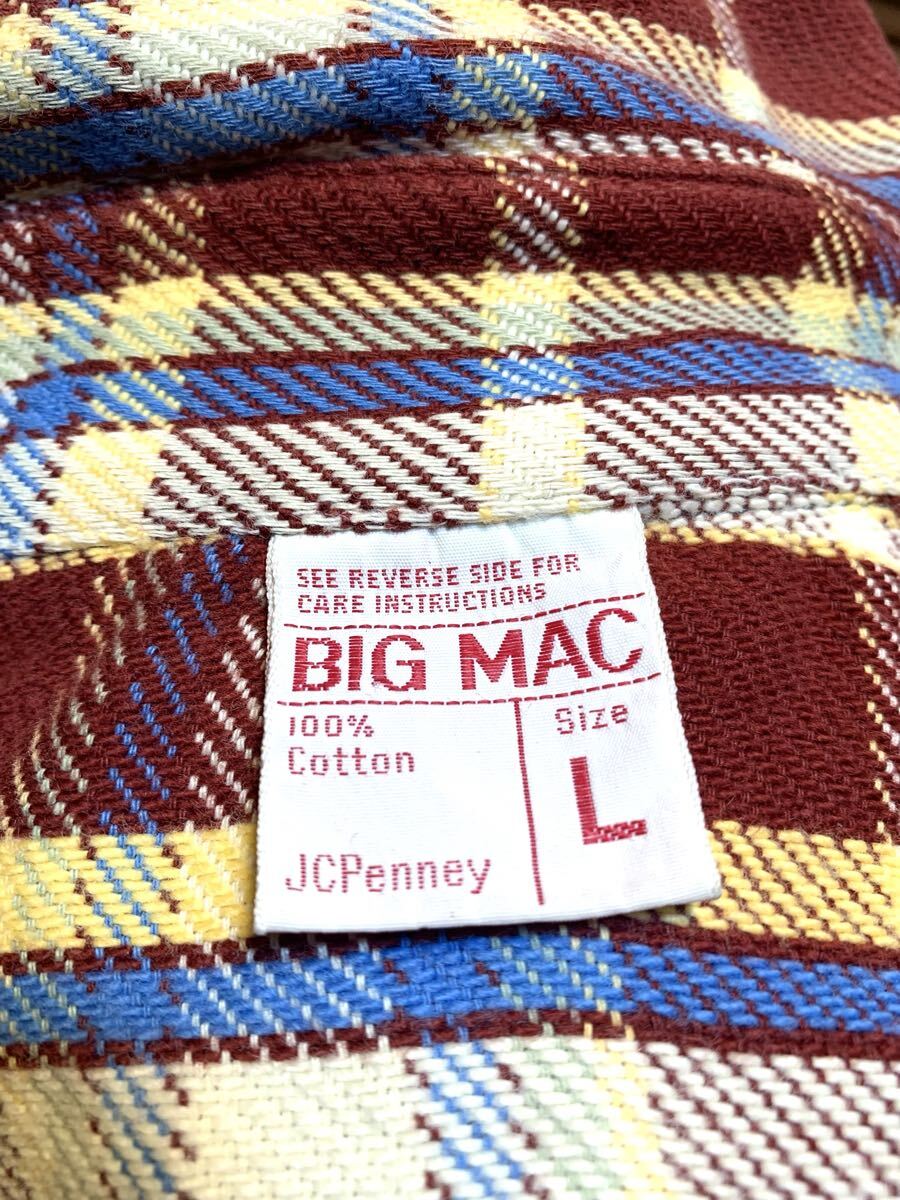 SEE REVERSE SIDE FOR
CARE INSTRUCTIONS
BIG MAC
100%
Cotton
JCPenney
Size
L